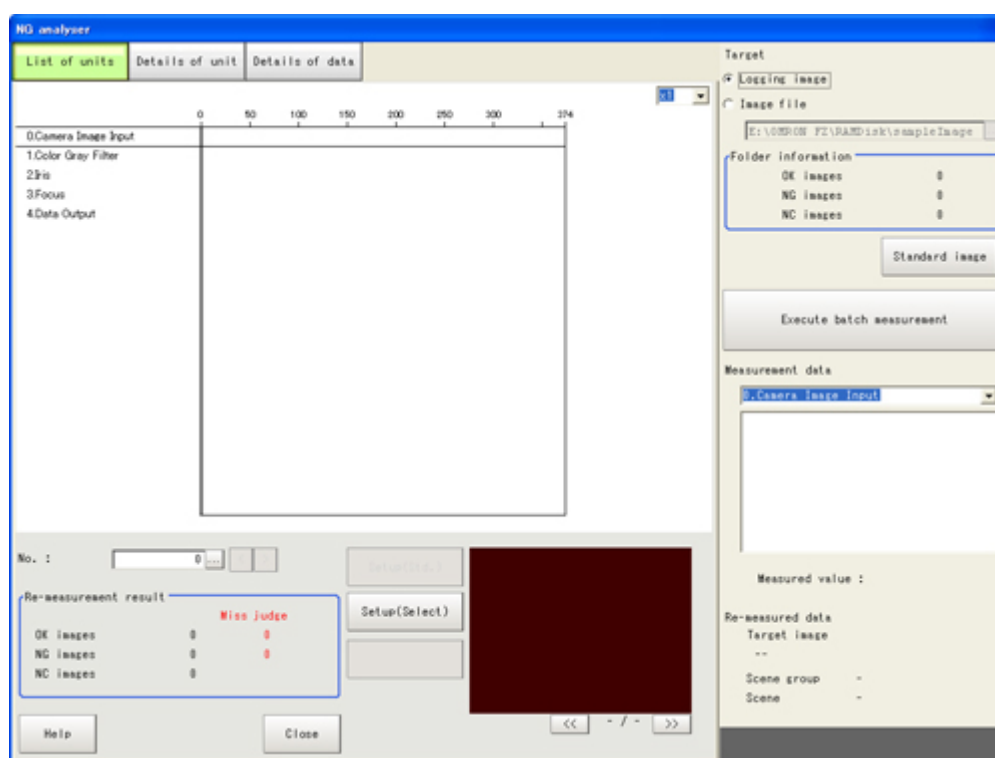 NG analyser
List of units
Details of unit
Details of data
x1
0
50
100
150
200
250
300
374
0.Camera Image Input
1.Color Gray Filter
2.Iris
3.Focus
4.Data Output
Target
Logging image
Image file
E:\OMRON FZ\RAMDisk\sampleImage
Folder information
OK images 0
NG images 0
NC images 0
Standard image
Execute batch measurement
Measurement data
0.Camera Image Input
Measured value :
Re-measured data
Target image
--
Scene group -
Scene -
No. : 0 ...
Re-measurement result
Miss judge
OK images 0 0
NG images 0 0
NC images 0
Setup(Std.)
Setup(Select)
<< - / - >>
Help
Close